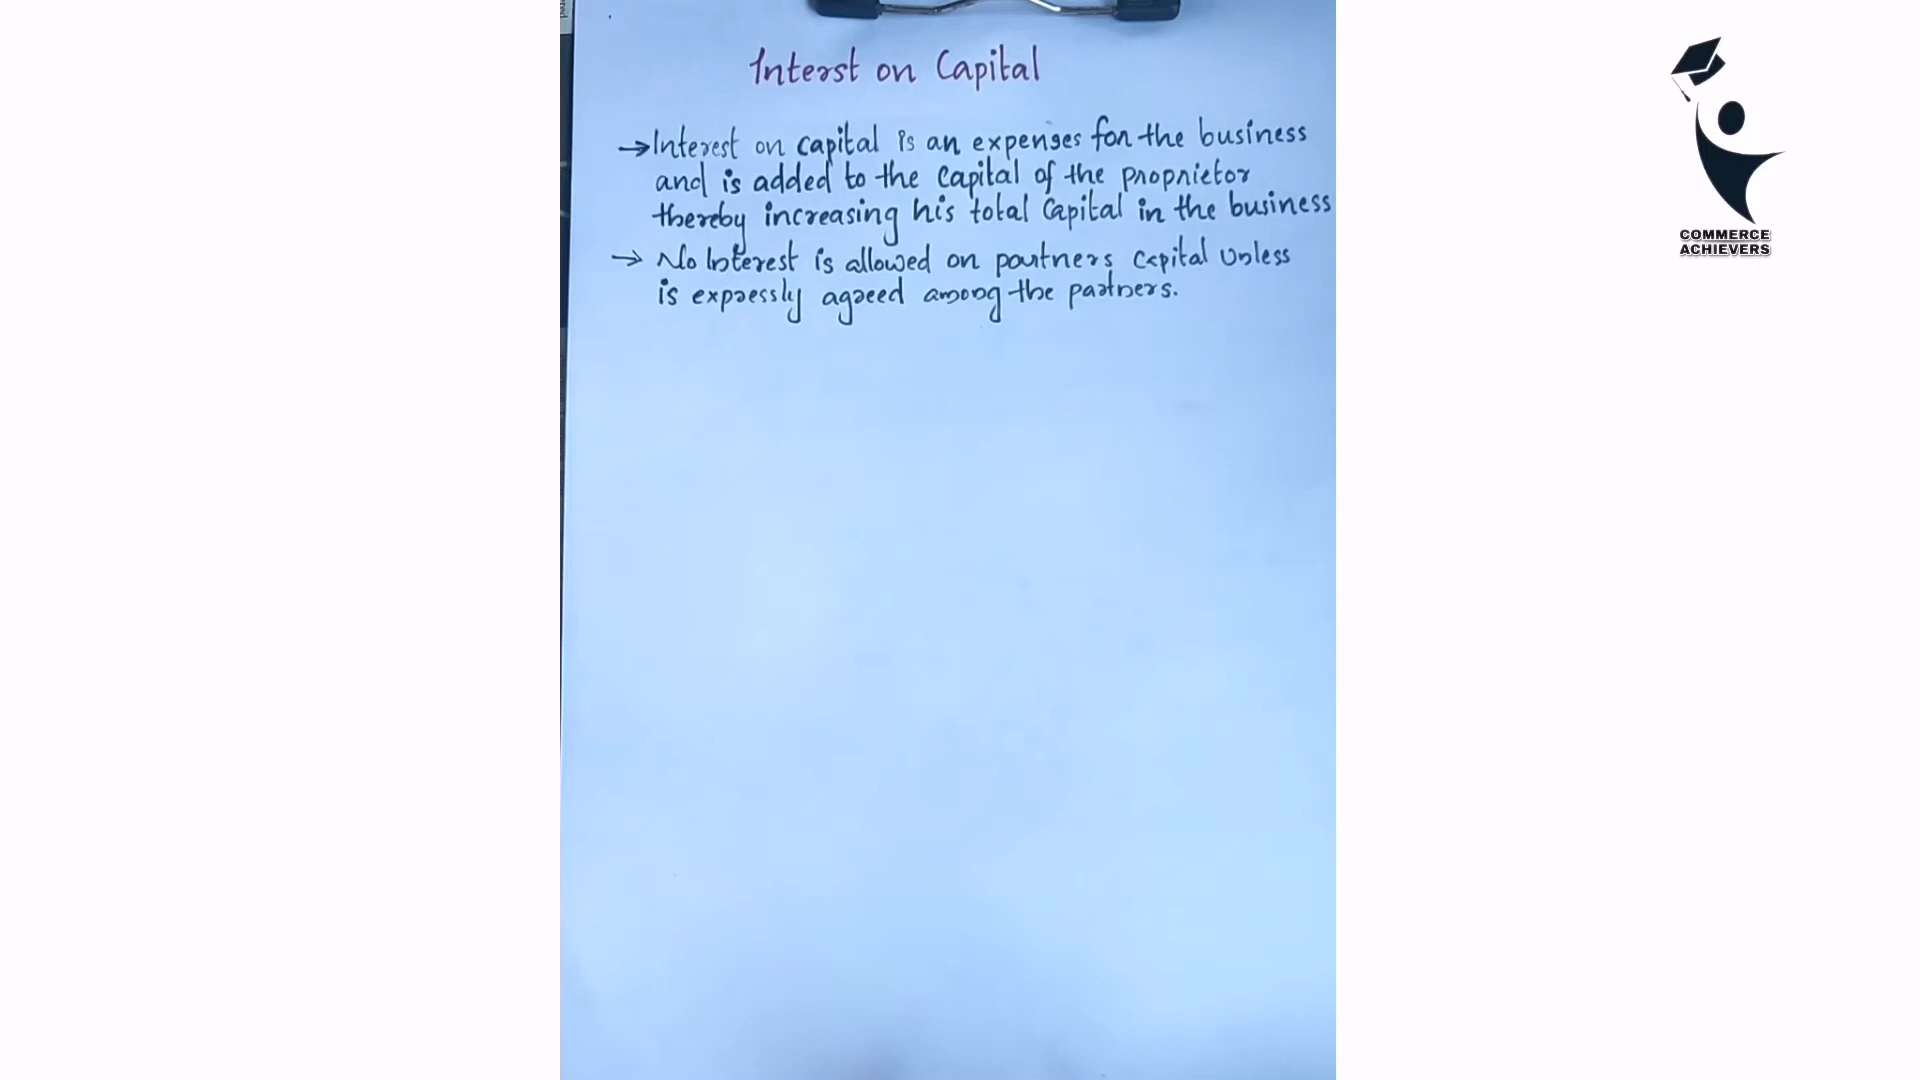 Interst on Capital
→Interest on capital is an expenses for the business
and is added to the Capital of the proprietor
thereby increasing his total Capital in the business
→ No Interest is allowed on partners capital Unless
is expressly agreed among the partners.
COMMERCE
ACHIEVERS